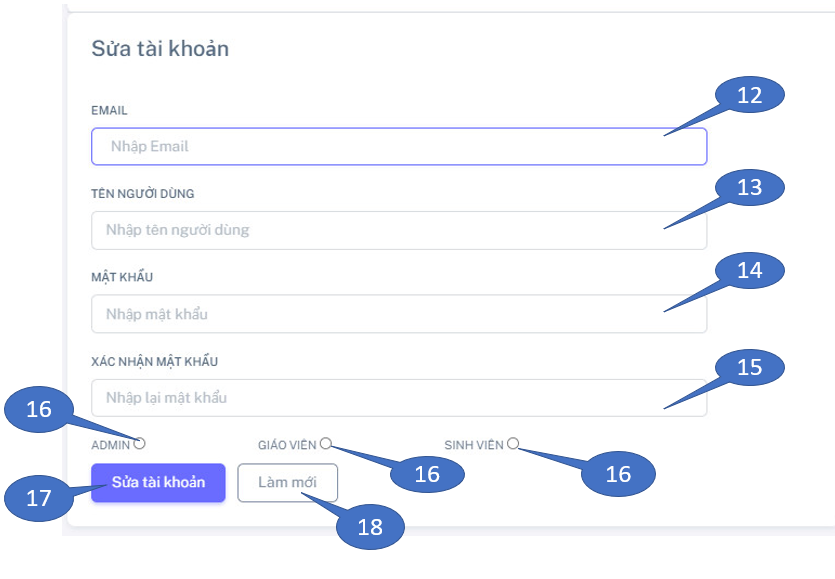 Sửa tài khoản
12
EMAIL
Nhập Email
13
TÊN NGƯỜI DÙNG
Nhập tên người dùng
14
MẬT KHẨU
Nhập mật khẩu
15
XÁC NHẬN MẬT KHẨU
Nhập lại mật khẩu
16
ADMIN GIÁO VIÊN SINH VIÊN
16 16
17 Sửa tài khoản Làm mới
18